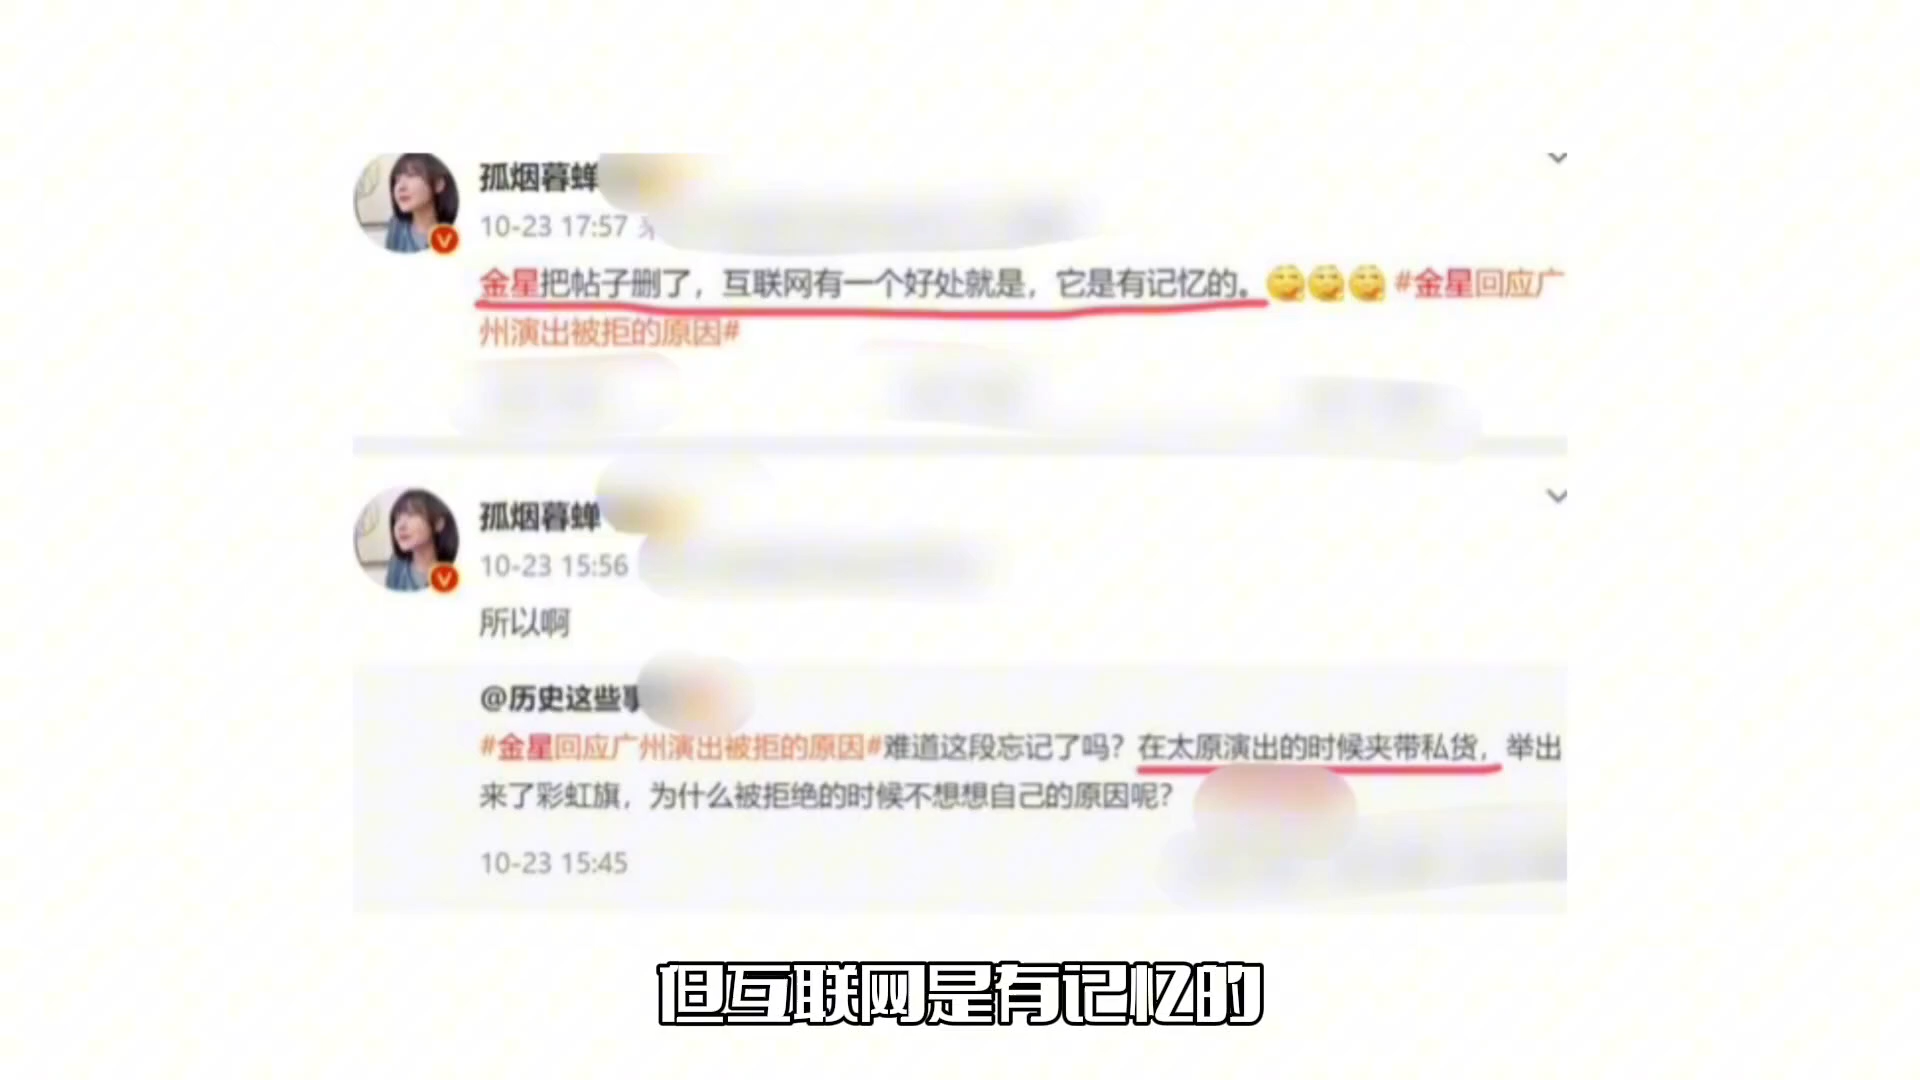 孤烟暮蝉
10-23 17:57
金星把帖子删了，互联网有一个好处就是，它是有记忆的。#金星回应广
州演出被拒的原因#
孤烟暮蝉
10-23 15:56
所以啊
@历史这些事
#金星回应广州演出被拒的原因#难道这段忘记了吗？在太原演出的时候夹带私货，举出
来了彩虹旗，为什么被拒绝的时候不想想自己的原因呢？
10-23 15:45
但互联网是有记忆的